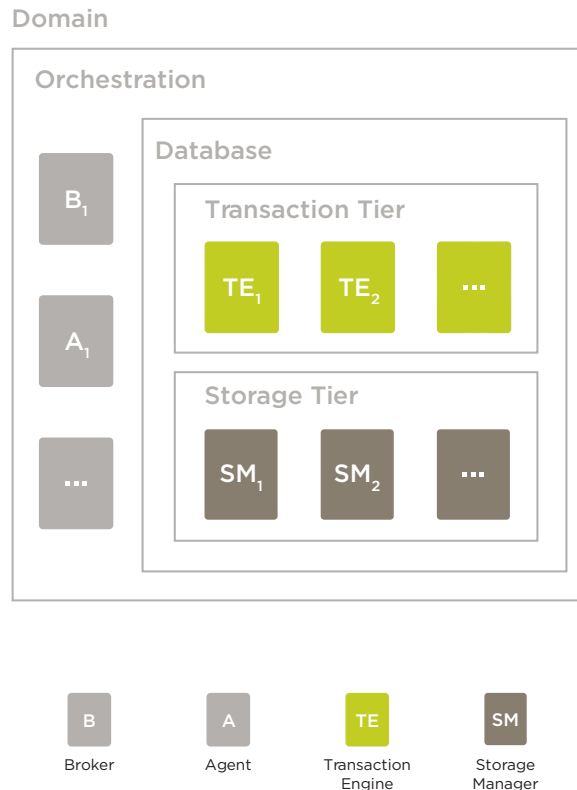 Domain
Orchestration
Database
B1
Transaction Tier
TE1 TE2 ...
A1
Storage Tier
... SM1 SM2 ...
B A TE SM
Broker Agent Transaction Engine Storage Manager